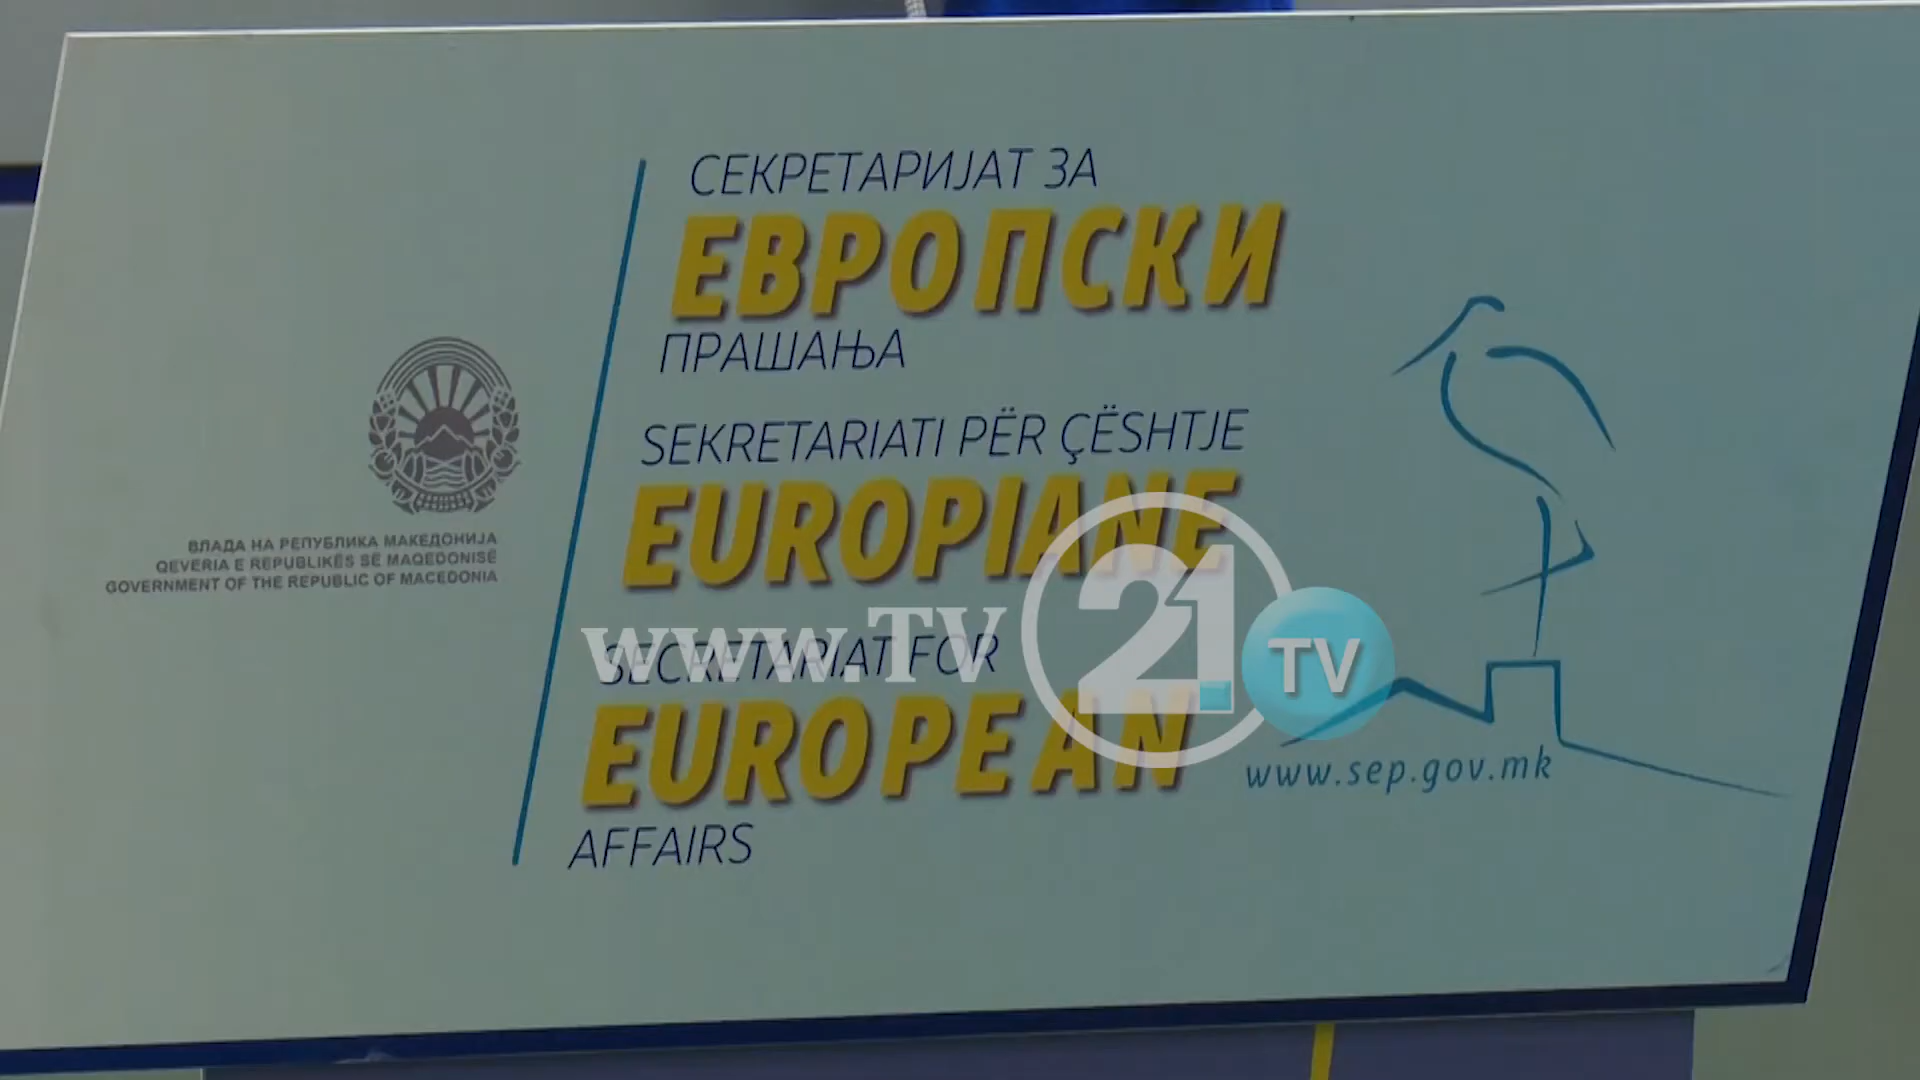 СЕКРЕТАРИЈАТ ЗА
ЕВРОПСКИ
ПРАШАЊА
SEKRETARIATI PËR ÇËSHTJE
EUROPIANE
SECRETARIAT FOR
EUROPEAN
AFFAIRS
ВЛАДА НА РЕПУБЛИКА МАКЕДОНИЈА
QEVERIA E REPUBLIKËS SË MAQEDONISË
GOVERNMENT OF THE REPUBLIC OF MACEDONIA
www.sep.gov.mk
www.TV 21. TV